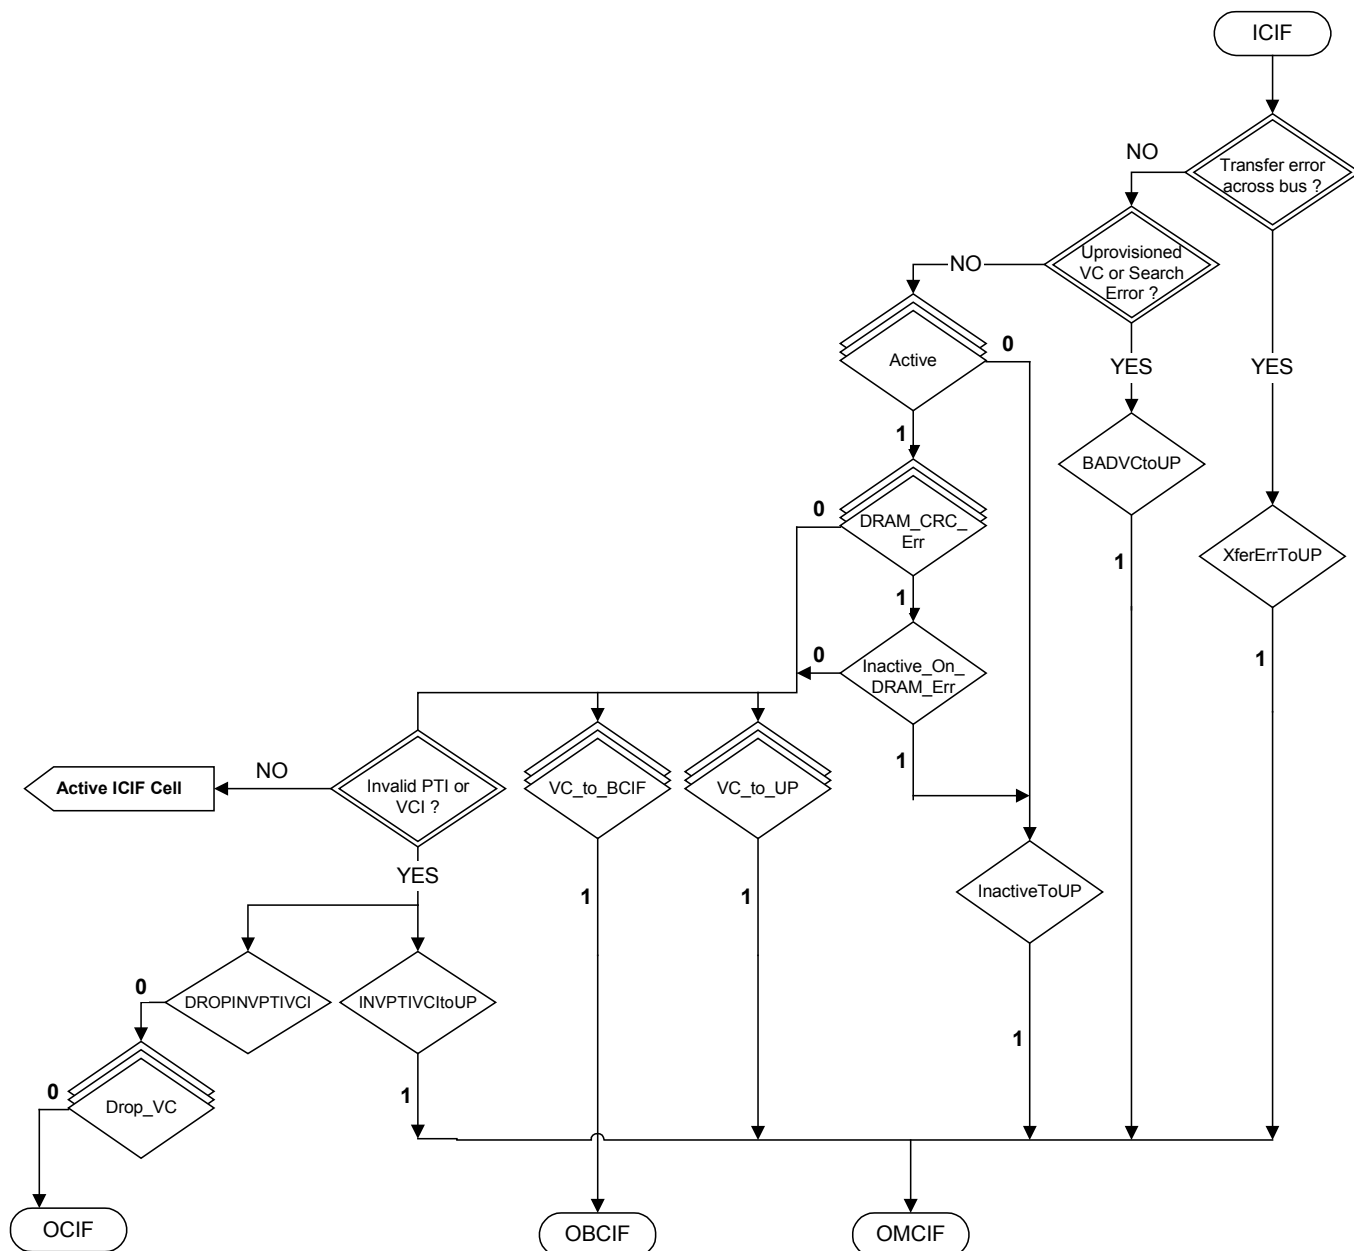 ICIF
NO
Transfer error
across bus ?
Uprovisioned
VC or Search
Error ?
NO
Active
0
YES
YES
1
BADVCtoUP
0
DRAM_CRC_
Err
1
XferErrToUP
1
0
Inactive_On_
DRAM_Err
1
NO
Active ICIF Cell
Invalid PTI or
VCI ?
VC_to_BCIF
VC_to_UP
1
YES
1
1
InactiveToUP
0
DROPINVPTIVCI
INVPTIVCItoUP
1
0
Drop_VC
1
OCIF
OBCIF
OMCIF